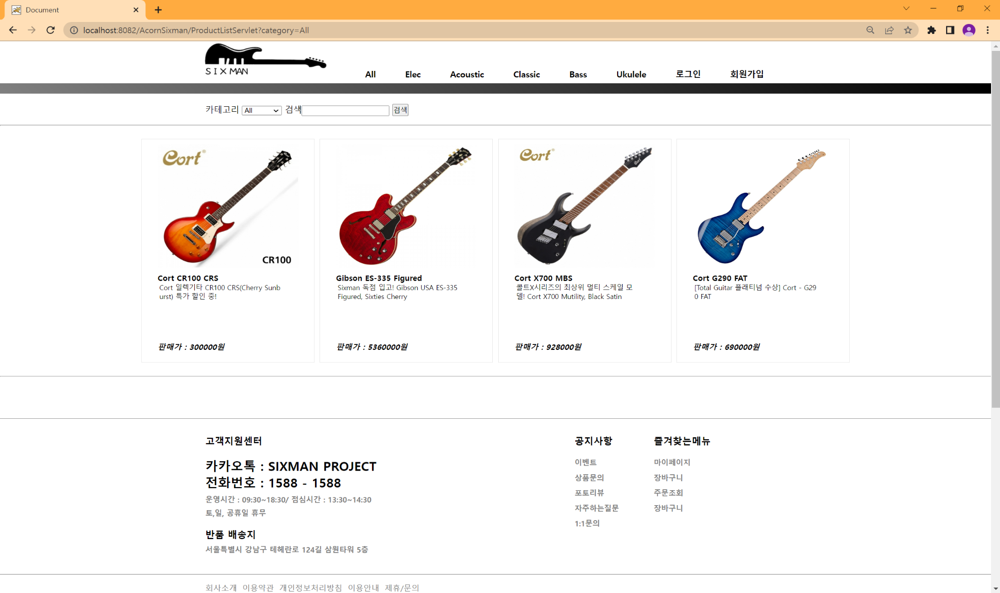 Document
localhost:8082/AcornSixman/ProductListServlet?category=All
SIXMAN
All Elec Acoustic Classic Bass Ukulele 로그인 회원가입
카테고리 All 검색 검색
Cort
CR100
Cort CR100 CRS
Cort 일렉기타 CR100 CRS(Cherry Sunb
urst) 특가 할인 중!
판매가 : 300000원
Gibson ES-335 Figured
Sixman 독점 입고! Gibson USA ES-335
Figured, Sixties Cherry
판매가 : 5360000원
Cort
Cort
Cort X700 MBS
콜트X시리즈의 최상위 멀티 스케일 모
델! Cort X700 Mutility, Black Satin
판매가 : 928000원
Cort G290 FAT
[Total Guitar 플래티넘 수상] Cort - G29
0 FAT
판매가 : 690000원
고객지원센터
카카오톡 : SIXMAN PROJECT
전화번호 : 1588 - 1588
운영시간 : 09:30~18:30/ 점심시간 : 13:30~14:30
토,일, 공휴일 휴무
반품 배송지
서울특별시 강남구 테헤란로 124길 삼원타워 5층
공지사항
이벤트
상품문의
포토리뷰
자주하는질문
1:1문의
즐겨찾는메뉴
마이페이지
장바구니
주문조회
장바구니
회사소개 이용약관 개인정보처리방침 이용안내 제휴/문의